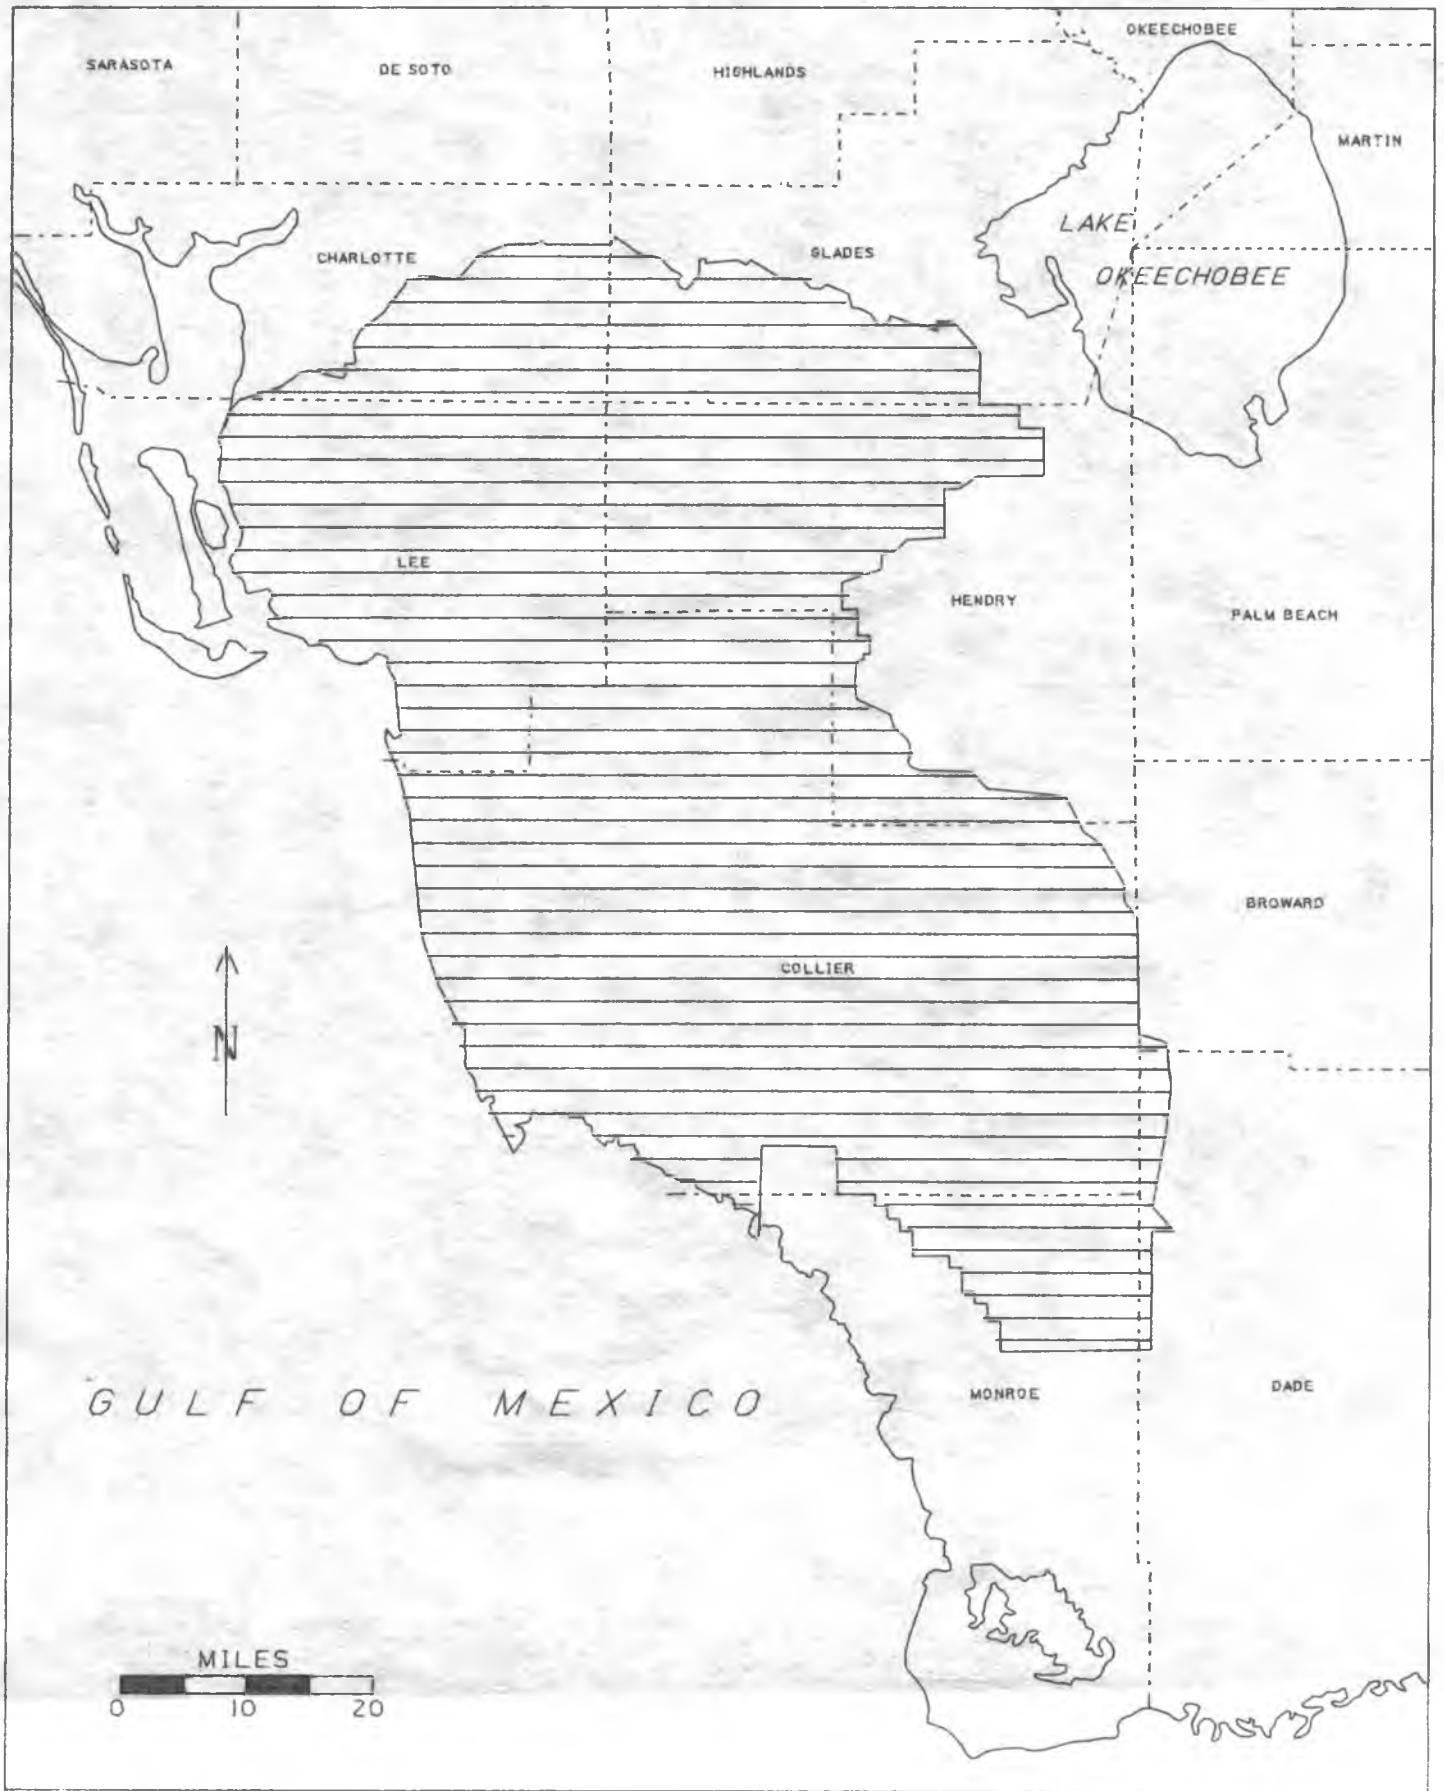 OKEECHOBEE
SARASOTA
DE SOTO
HIGHLANDS
MARTIN
LAKE
OKEECHOBEE
CHARLOTTE
GLADES
LEE
HENDRY
PALM BEACH
BROWARD
COLLIER
N
GULF OF MEXICO
MONROE
DADE
MILES
0 10 20